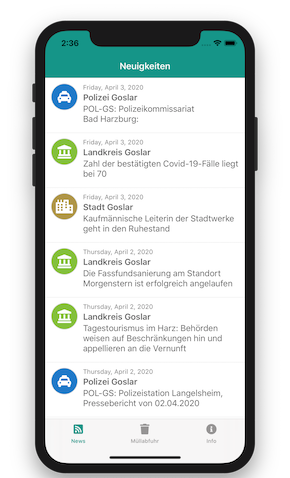 2:36
Neuigkeiten
Friday, April 3, 2020
Polizei Goslar
POL-GS: Polizeikommissariat
Bad Harzburg:
Friday, April 3, 2020
Landkreis Goslar
Zahl der bestätigten Covid-19-Fälle liegt
bei 70
Friday, April 3, 2020
Stadt Goslar
Kaufmännische Leiterin der Stadtwerke
geht in den Ruhestand
Thursday, April 2, 2020
Landkreis Goslar
Die Fassfundsanierung am Standort
Morgenstern ist erfolgreich angelaufen
Thursday, April 2, 2020
Landkreis Goslar
Tagestourismus im Harz: Behörden
weisen auf Beschränkungen hin und
appellieren an die Vernunft
Thursday, April 2, 2020
Polizei Goslar
POL-GS: Polizeistation Langelsheim,
Pressebericht von 02.04.2020
News
Müllabfuhr
Info